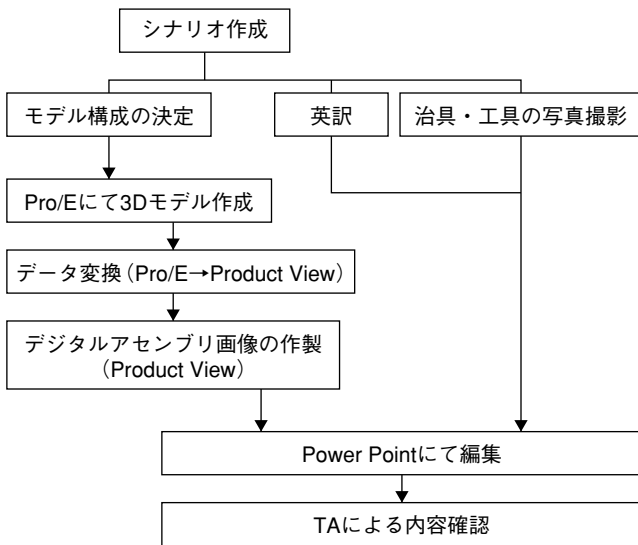 シナリオ作成
モデル構成の決定
英訳
治具・工具の写真撮影
Pro/Eにて3Dモデル作成
データ変換(Pro/E→Product View)
デジタルアセンブリ画像の作製
(Product View)
Power Pointにて編集
TAによる内容確認